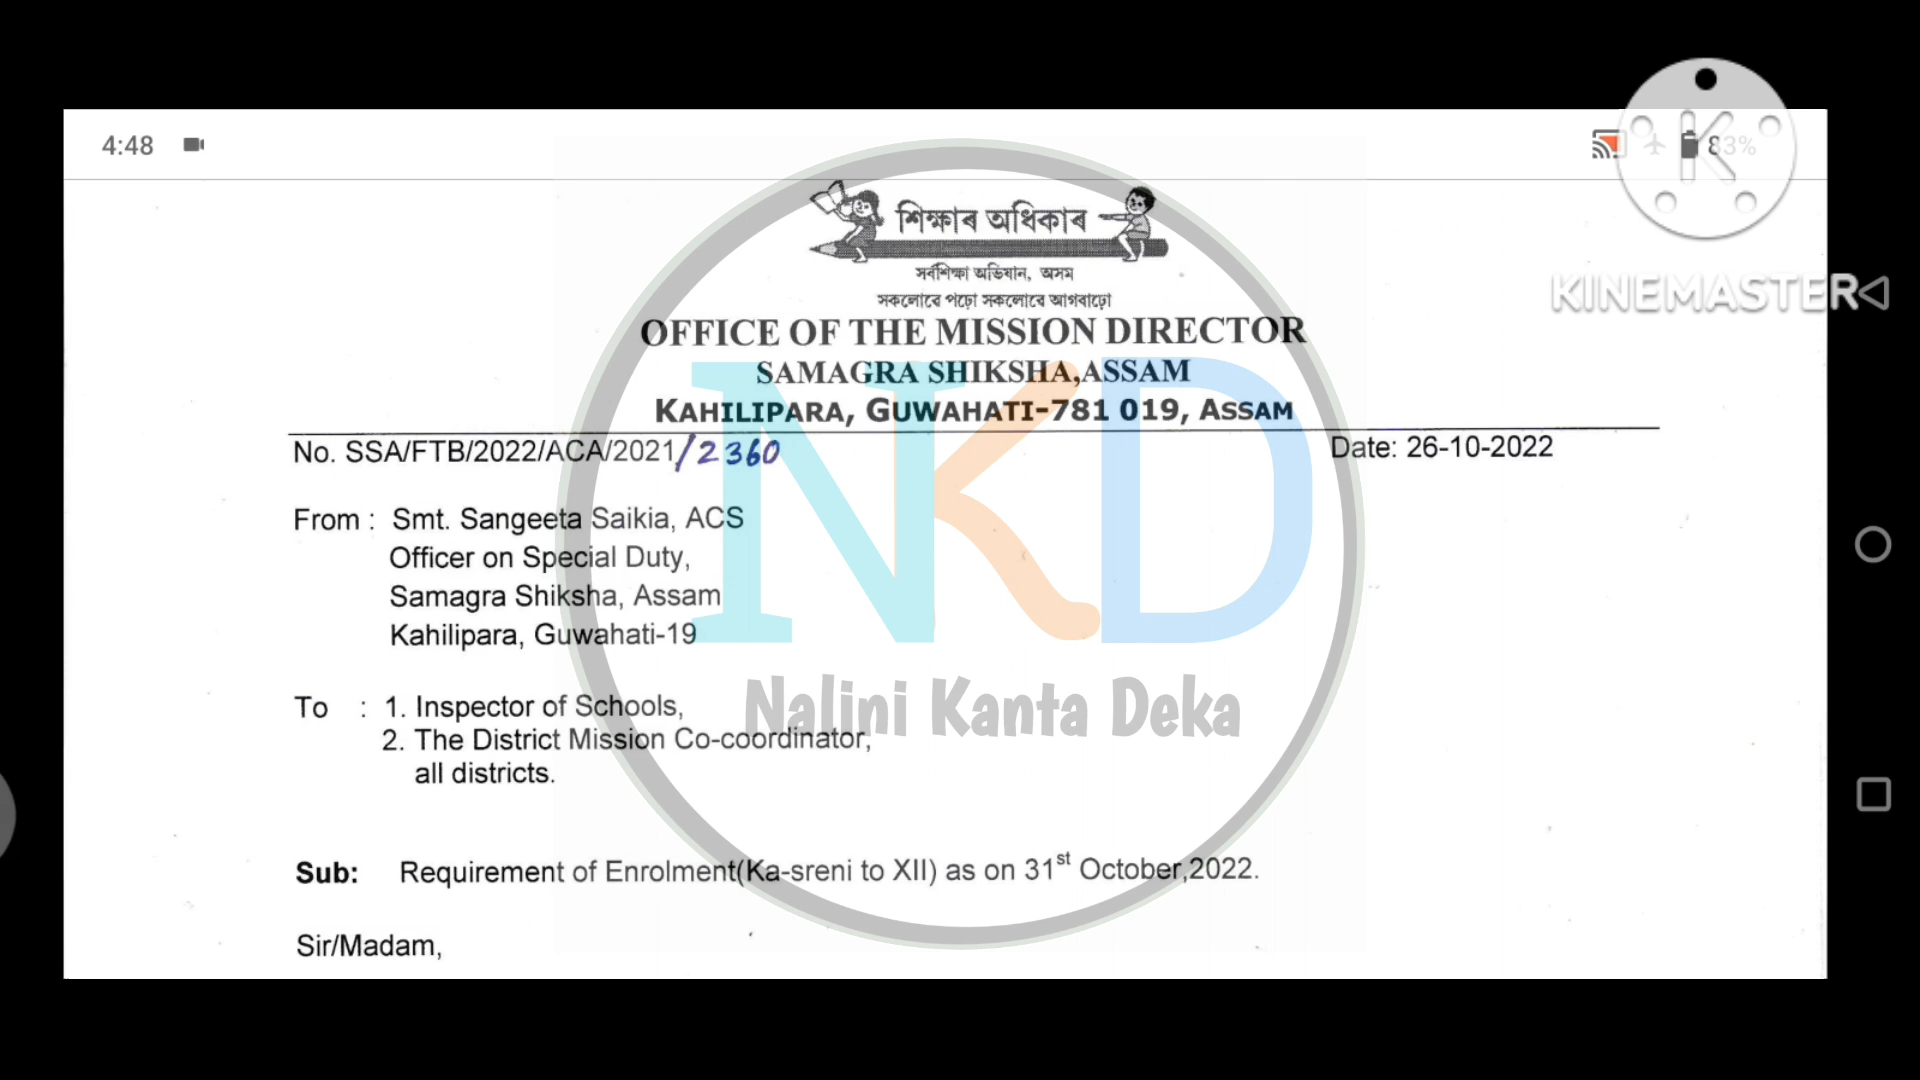 4:48
83%
শিক্ষাৰ অধিকাৰ
সৰ্বশিক্ষা অভিযান, অসম
সকলোৱে পঢ়ো সকলোৱে আগবাঢ়ো
OFFICE OF THE MISSION DIRECTOR
SAMAGRA SHIKSHA,ASSAM
KAHILIPARA, GUWAHATI-781 019, ASSAM
No. SSA/FTB/2022/ACA/2021/2360
Date: 26-10-2022
From : Smt. Sangeeta Saikia, ACS
Officer on Special Duty,
Samagra Shiksha, Assam
Kahilipara, Guwahati-19
To : 1. Inspector of Schools,
2. The District Mission Co-coordinator,
all districts.
Sub: Requirement of Enrolment(Ka-sreni to XII) as on 31st October,2022.
Sir/Madam,
NKD
Nalini Kanta Deka
K
KINEMASTER